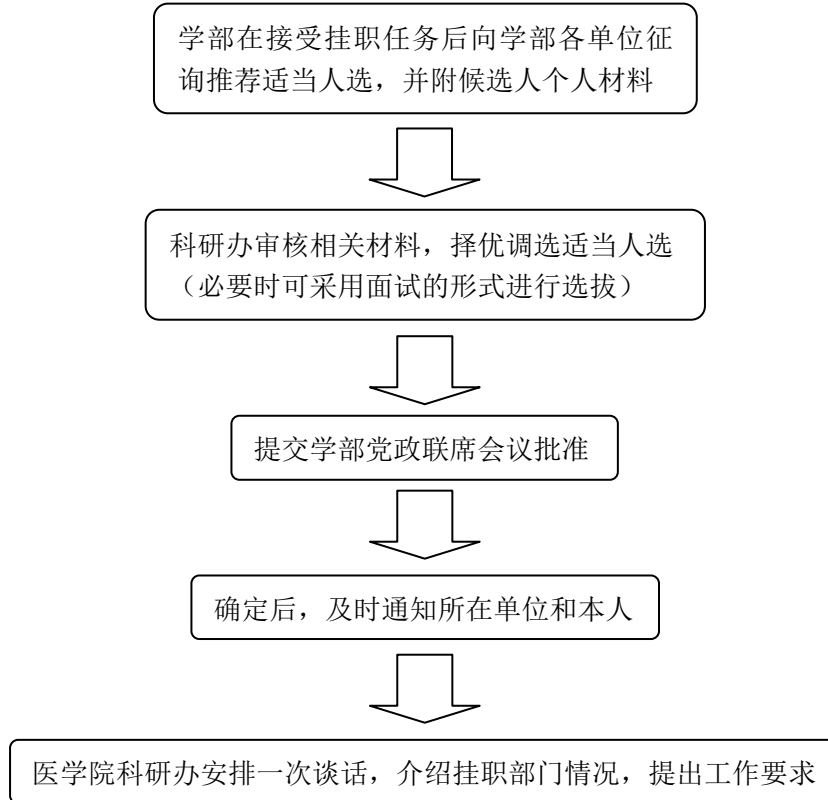 学部在接受挂职任务后向学部各单位征
询推荐适当人选，并附候选人个人材料
科研办审核相关材料，择优调选适当人选
（必要时可采用面试的形式进行选拔）
提交学部党政联席会议批准
确定后，及时通知所在单位和本人
医学院科研办安排一次谈话，介绍挂职部门情况，提出工作要求